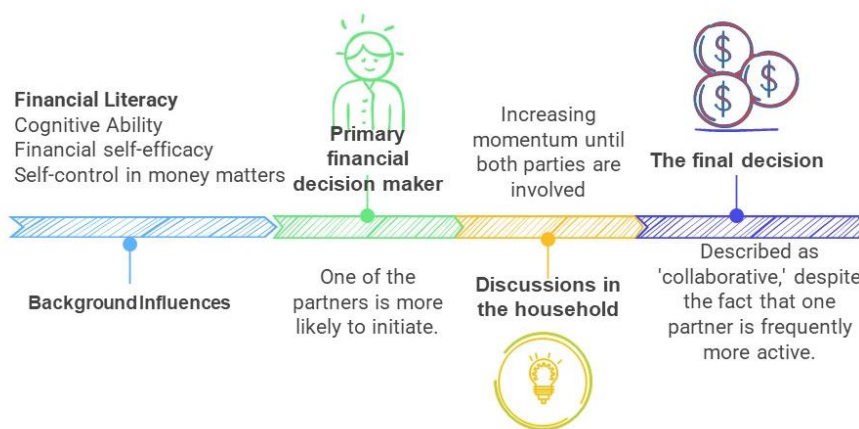 Financial Literacy
Cognitive Ability
Financial self-efficacy
Self-control in money matters
Background Influences
Primary
financial
decision maker
One of the
partners is more
likely to initiate.
Increasing
momentum until
both parties are
involved
Discussions in
the household
$
$
$
The final decision
Described as
'collaborative,' despite
the fact that one
partner is frequently
more active.